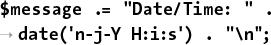 $message .= "Date/Time: " .
→ date('n-j-Y H:i:s') . "\n";